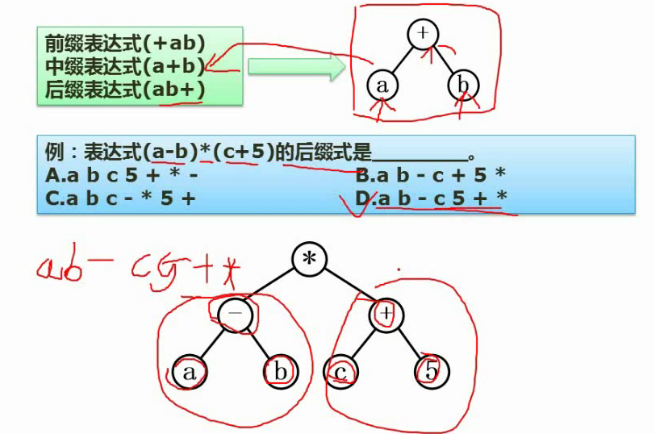 前缀表达式(+ab)
中缀表达式(a+b)
后缀表达式(ab+)
+
a b
例：表达式(a-b)*(c+5)的后缀式是________。
A.a b c 5 + * -
B.a b - c + 5 *
C.a b c - * 5 +
D.a b - c 5 + *
ab- c5+*
*
- +
a b c 5